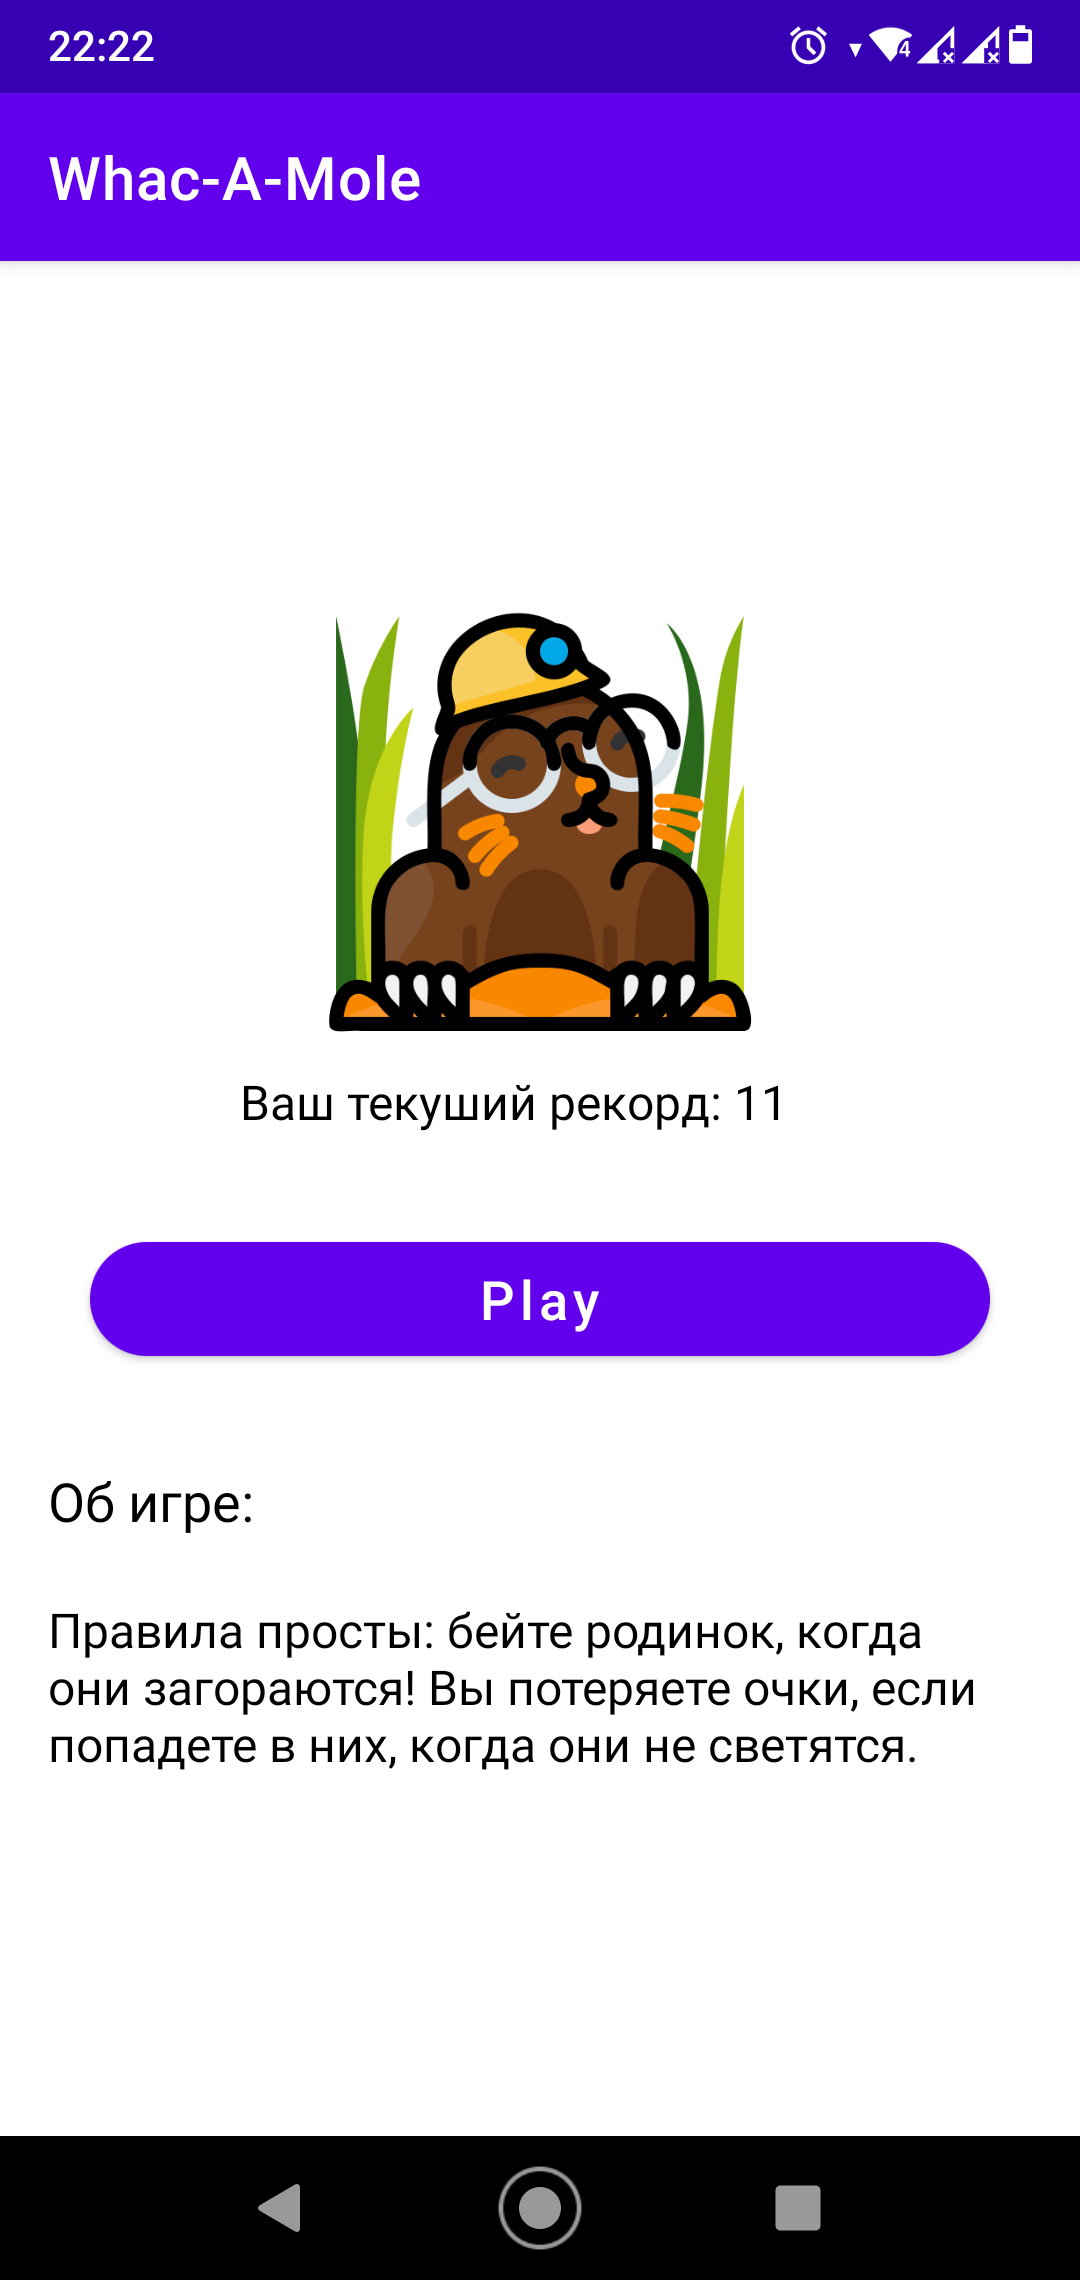 22:22
4
Whac-A-Mole
Ваш текуший рекорд: 11
Play
Об игре:
Правила просты: бейте родинок, когда
они загораются! Вы потеряете очки, если
попадете в них, когда они не светятся.